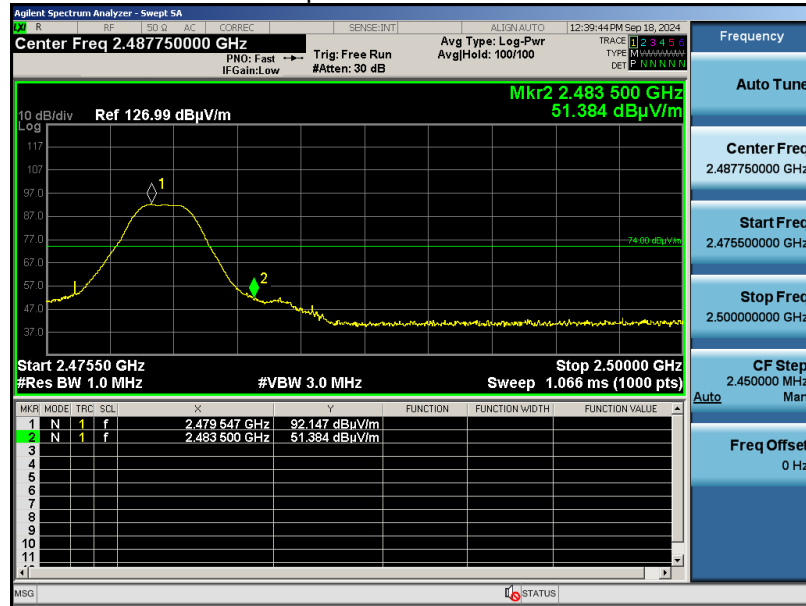 Agilent Spectrum Analyzer - Swept SA
LXI R RF 50 Ω AC CORREC SENSE:INT ALIGN AUTO 12:39:44 PM Sep 18, 2024
Center Freq 2.487750000 GHz
PNO: Fast
IFGain:Low
Trig: Free Run
#Atten: 30 dB
Avg Type: Log-Pwr
Avg|Hold: 100/100
TRACE 1 2 3 4 5 6
TYPE M
DET P N N N N N
Mkr2 2.483 500 GHz
51.384 dBµV/m
10 dB/div Ref 126.99 dBµV/m
Log
117
107
97.0
87.0
77.0
67.0
57.0
47.0
37.0
1
2
74.00 dBµV/m
Start 2.47550 GHz Stop 2.50000 GHz
#Res BW 1.0 MHz #VBW 3.0 MHz Sweep 1.066 ms (1000 pts)
MKR MODE TRC SCL X Y FUNCTION FUNCTION WIDTH FUNCTION VALUE
1 N 1 f 2.479 547 GHz 92.147 dBµV/m
2 N 1 f 2.483 500 GHz 51.384 dBµV/m
3
4
5
6
7
8
9
10
11
MSG STATUS
Frequency
Auto Tune
Center Freq
2.487750000 GHz
Start Freq
2.475500000 GHz
Stop Freq
2.500000000 GHz
CF Step
2.450000 MHz
Auto Man
Freq Offset
0 Hz